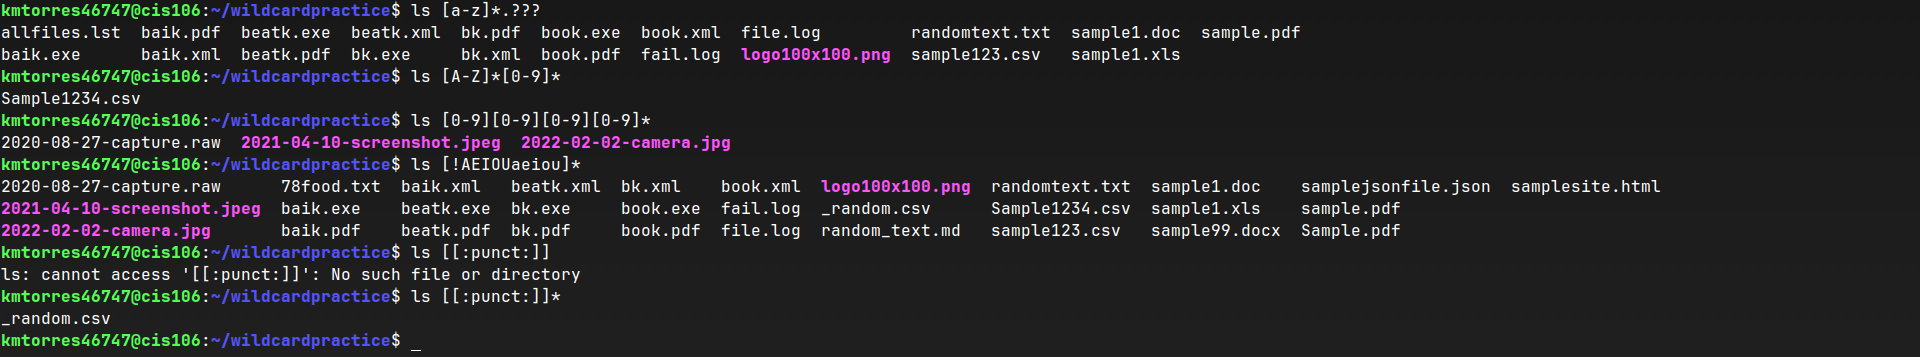 kmtorres46747@cis106:~/wildcardpractice$ ls [a-z]*.???
allfiles.lst  baik.pdf  beatk.exe  beatk.xml  bk.pdf  book.exe  book.xml  file.log         randomtext.txt  sample1.doc  sample.pdf
baik.exe      baik.xml  beatk.pdf  bk.exe     bk.xml  book.pdf  fail.log  logo100x100.png  sample123.csv   sample1.xls
kmtorres46747@cis106:~/wildcardpractice$ ls [A-Z]*[0-9]*
Sample1234.csv
kmtorres46747@cis106:~/wildcardpractice$ ls [0-9][0-9][0-9][0-9]*
2020-08-27-capture.raw  2021-04-10-screenshot.jpeg  2022-02-02-camera.jpg
kmtorres46747@cis106:~/wildcardpractice$ ls [!AEIOUaeiou]*
2020-08-27-capture.raw      78food.txt  baik.xml   beatk.xml  bk.xml    book.xml  logo100x100.png  randomtext.txt  sample1.doc    samplejsonfile.json  samplesite.html
2021-04-10-screenshot.jpeg  baik.exe    beatk.exe  bk.exe     book.exe  fail.log  _random.csv      Sample1234.csv  sample1.xls    sample.pdf
2022-02-02-camera.jpg       baik.pdf    beatk.pdf  bk.pdf     book.pdf  file.log  random_text.md   sample123.csv   sample99.docx  Sample.pdf
kmtorres46747@cis106:~/wildcardpractice$ ls [[:punct:]]
ls: cannot access '[[:punct:]]': No such file or directory
kmtorres46747@cis106:~/wildcardpractice$ ls [[:punct:]]*
_random.csv
kmtorres46747@cis106:~/wildcardpractice$ _